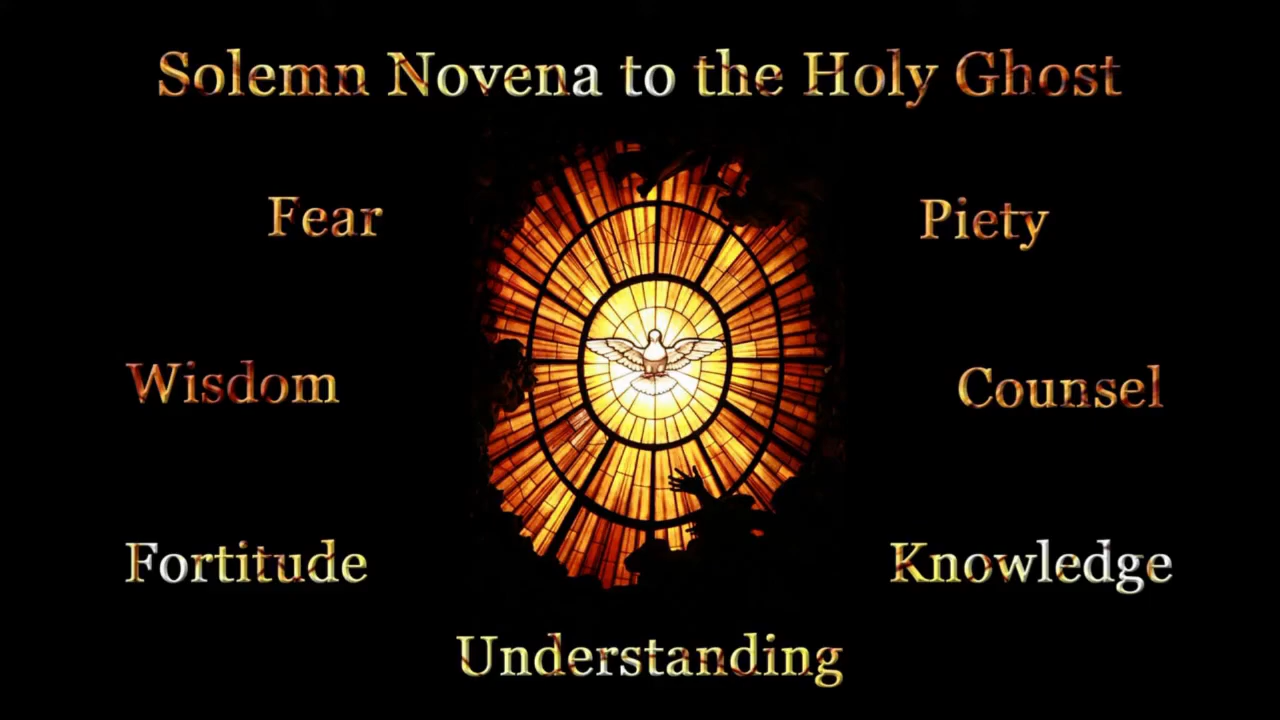 Solemn Novena to the Holy Ghost
Fear
Piety
Wisdom
Counsel
Fortitude
Knowledge
Understanding